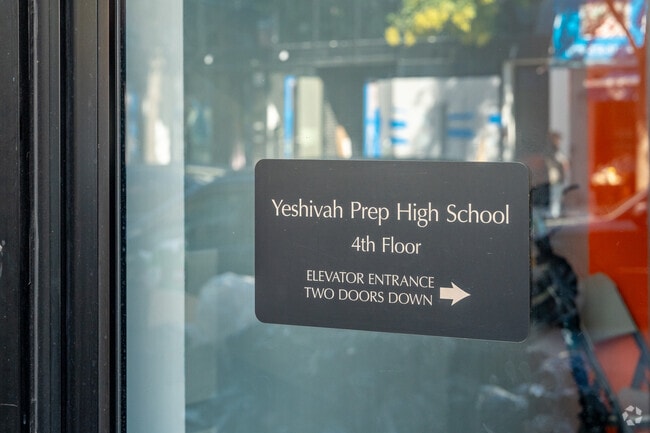 Yeshivah Prep High School
4th Floor
ELEVATOR ENTRANCE
TWO DOORS DOWN